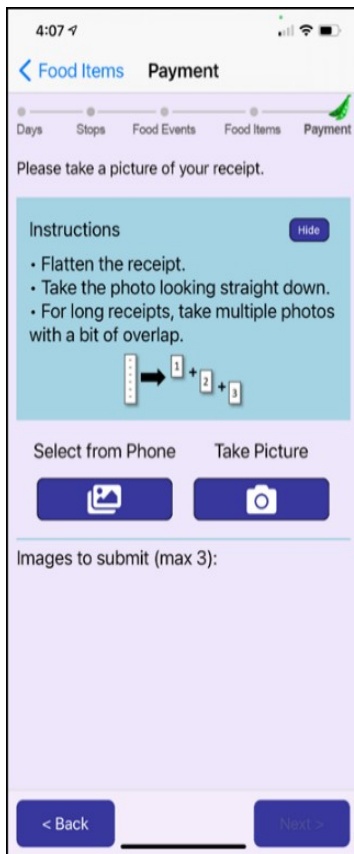 4:07
Food Items Payment
Days Stops Food Events Food Items Payment
Please take a picture of your receipt.
Instructions Hide
• Flatten the receipt.
• Take the photo looking straight down.
• For long receipts, take multiple photos
with a bit of overlap.
1 + 2 + 3
Select from Phone Take Picture
Images to submit (max 3):
< Back Next >